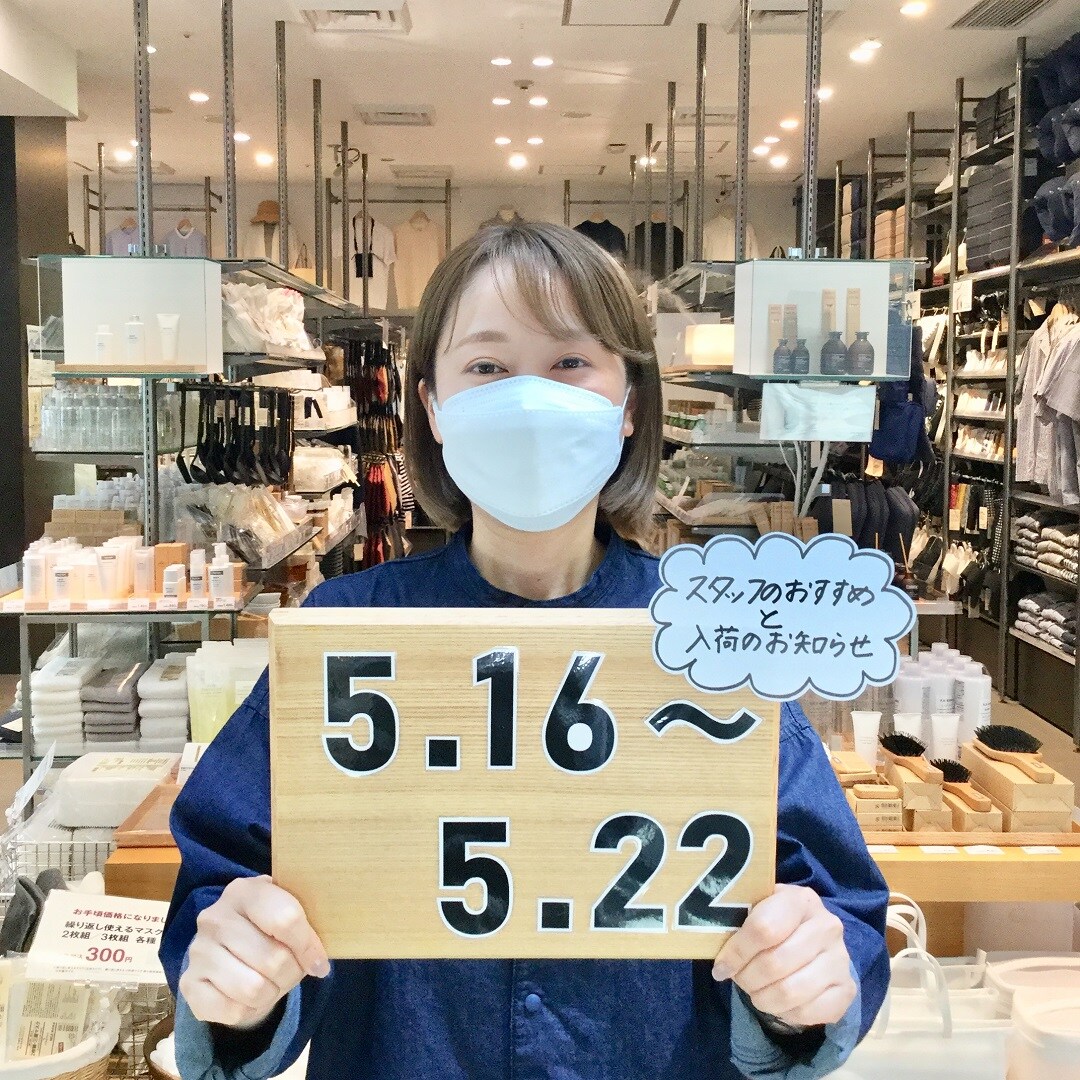 スタッフのおすすめ
と
入荷のお知らせ
5.16～
5.22
お手頃価格になりまし
繰り返し使えるマスク
2枚組 3枚組 各種
300円